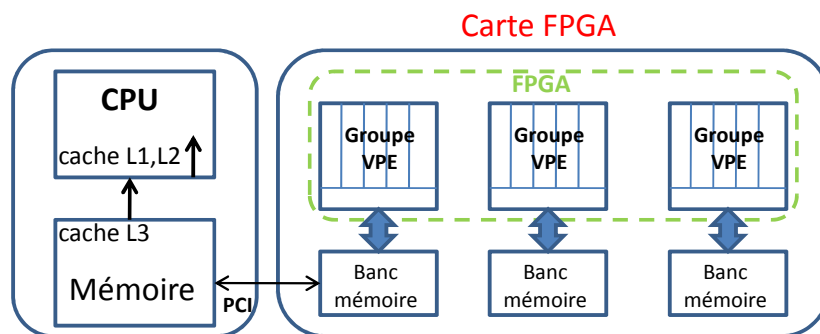 Carte FPGA
CPU
cache L1,L2
cache L3
Mémoire
PCI
FPGA
Groupe
VPE
Groupe
VPE
Groupe
VPE
Banc
mémoire
Banc
mémoire
Banc
mémoire